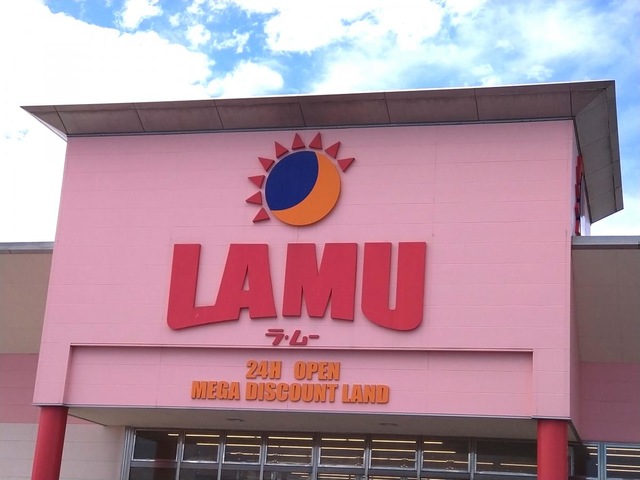 LAMU
ラ・ムー
24H OPEN
MEGA DISCOUNT LAND